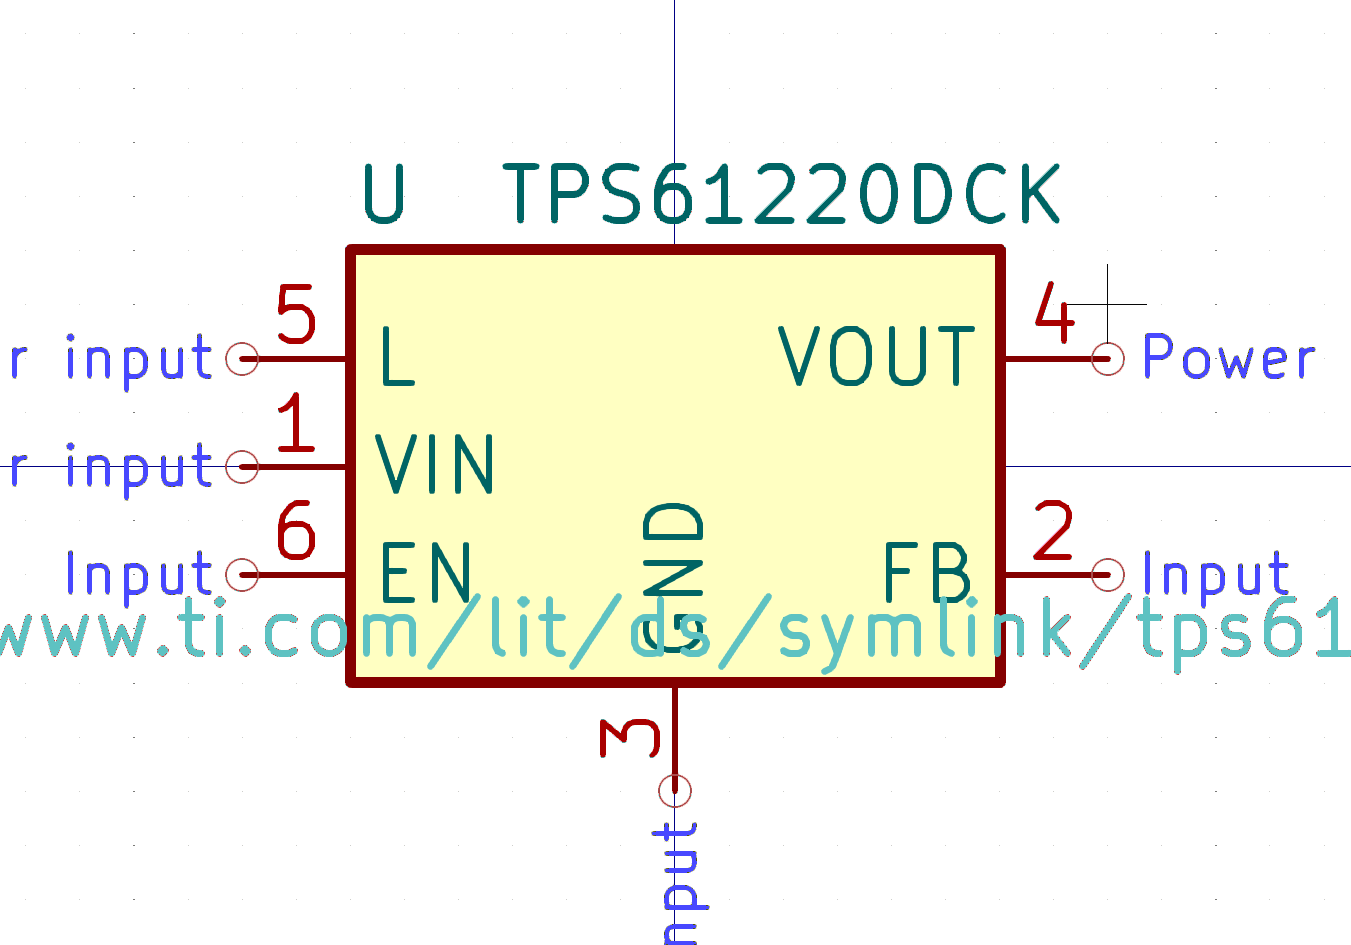 U TPS61220DCK
5 4
r input L VOUT Power
1
r input VIN
6 2
Input EN GND FB Input
www.ti.com/lit/ds/symlink/tps61
3
nput